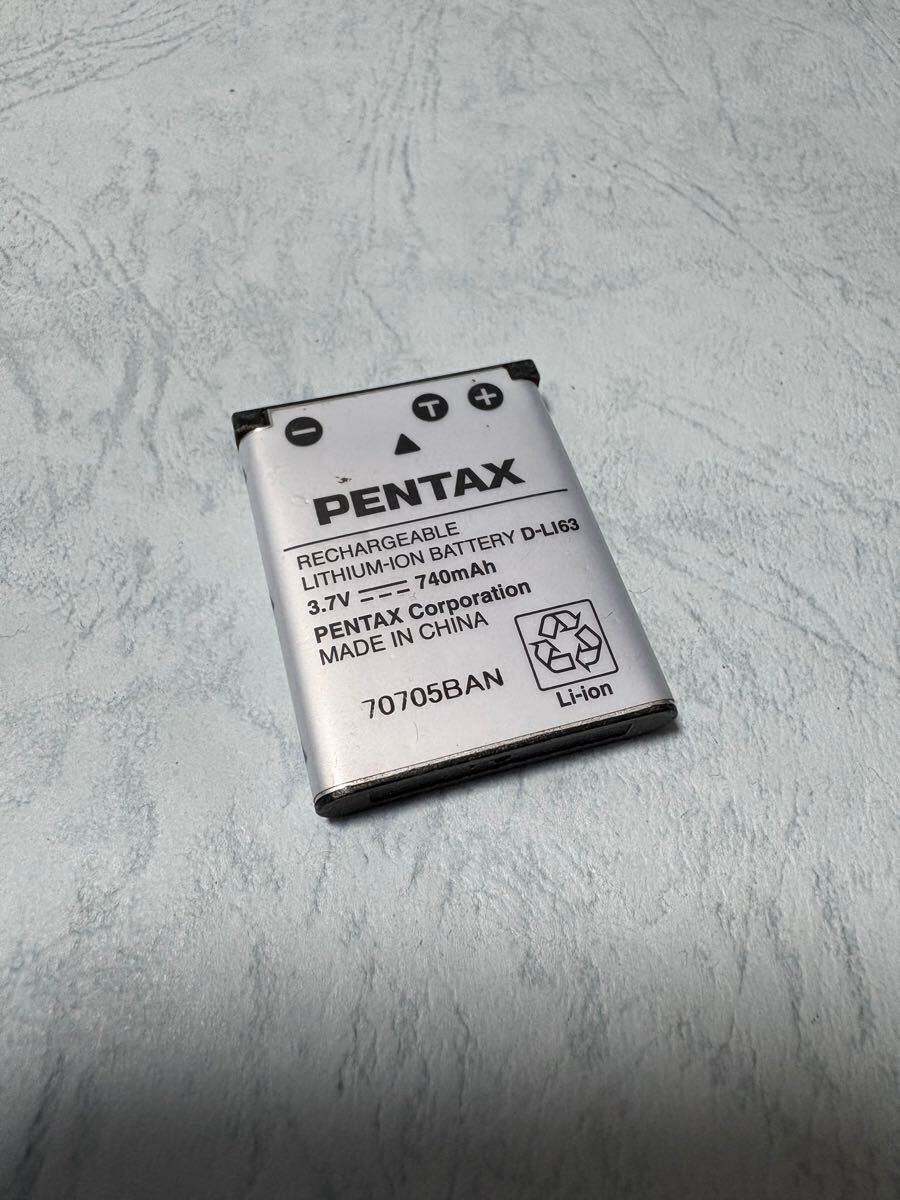 − T +
PENTAX
RECHARGEABLE
LITHIUM-ION BATTERY D-LI63
3.7V 740mAh
PENTAX Corporation
MADE IN CHINA
70705BAN
Li-ion